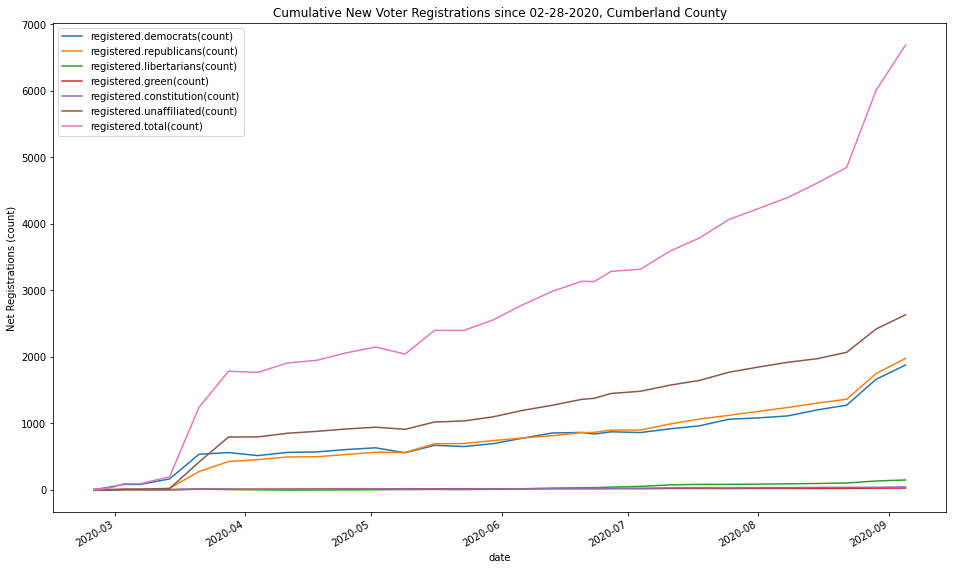 Cumulative New Voter Registrations since 02-28-2020, Cumberland County
7000
6000
5000
4000
3000
2000
1000
0
Net Registrations (count)
registered.democrats(count)
registered.republicans(count)
registered.libertarians(count)
registered.green(count)
registered.constitution(count)
registered.unaffiliated(count)
registered.total(count)
2020-03
2020-04
2020-05
2020-06
2020-07
2020-08
2020-09
date